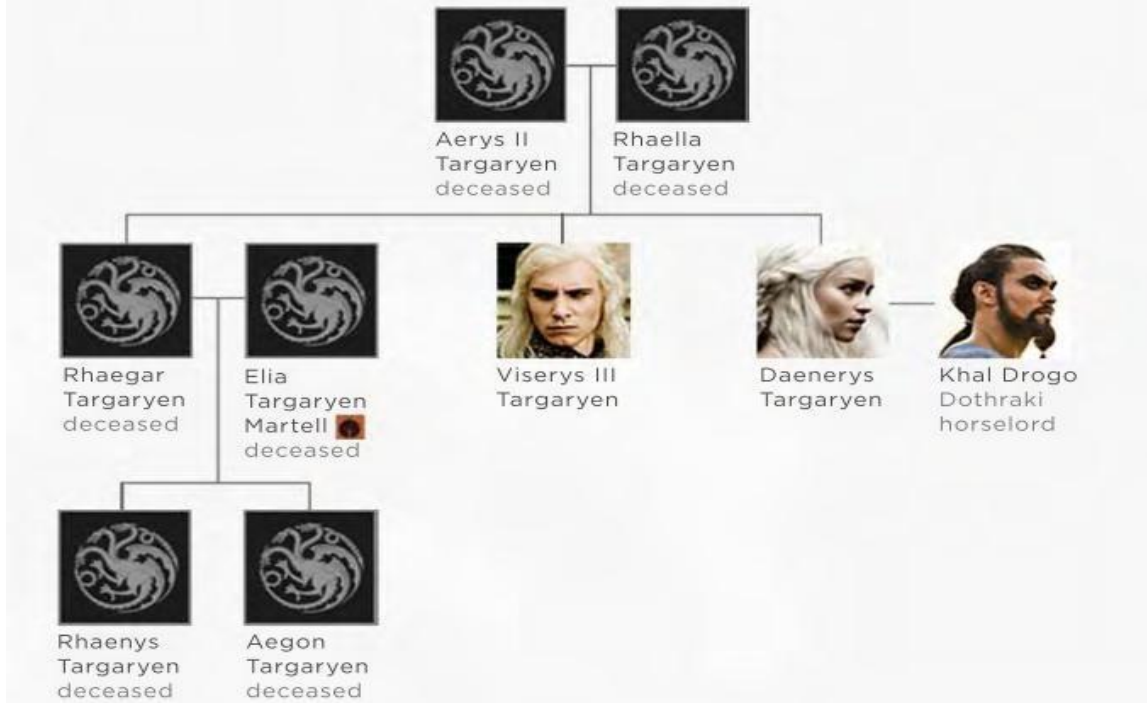 Aerys II
Targaryen
deceased
Rhaella
Targaryen
deceased
Rhaegar
Targaryen
deceased
Elia
Targaryen
Martell
deceased
Viserys III
Targaryen
Daenerys
Targaryen
Khal Drogo
Dothraki
horselord
Rhaenys
Targaryen
deceased
Aegon
Targaryen
deceased